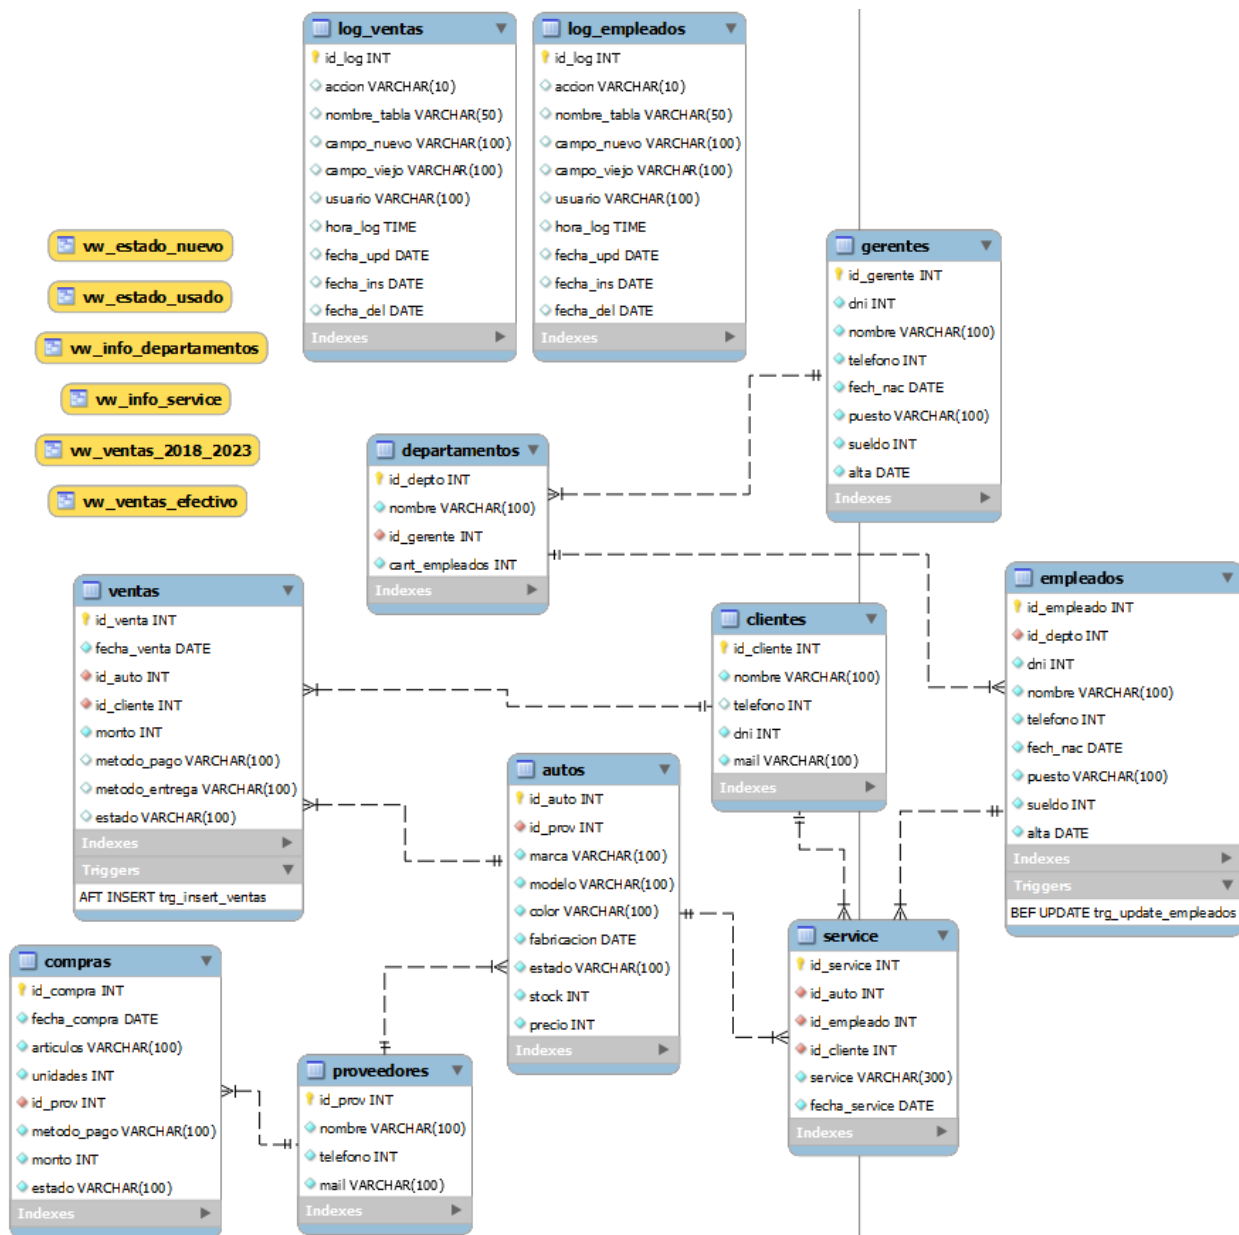 log_ventas
id_log INT
accion VARCHAR(10)
nombre_tabla VARCHAR(50)
campo_nuevo VARCHAR(100)
campo_viejo VARCHAR(100)
usuario VARCHAR(100)
hora_log TIME
fecha_upd DATE
fecha_ins DATE
fecha_del DATE
Indexes
log_empleados
id_log INT
accion VARCHAR(10)
nombre_tabla VARCHAR(50)
campo_nuevo VARCHAR(100)
campo_viejo VARCHAR(100)
usuario VARCHAR(100)
hora_log TIME
fecha_upd DATE
fecha_ins DATE
fecha_del DATE
Indexes
vw_estado_nuevo
vw_estado_usado
vw_info_departamentos
vw_info_service
vw_ventas_2018_2023
vw_ventas_efectivo
gerentes
id_gerente INT
dni INT
nombre VARCHAR(100)
telefono INT
fech_nac DATE
puesto VARCHAR(100)
sueldo INT
alta DATE
Indexes
departamentos
id_depto INT
nombre VARCHAR(100)
id_gerente INT
cant_empleados INT
Indexes
ventas
id_venta INT
fecha_venta DATE
id_auto INT
id_cliente INT
monto INT
metodo_pago VARCHAR(100)
metodo_entrega VARCHAR(100)
estado VARCHAR(100)
Indexes
Triggers
AFT INSERT trg_insert_ventas
clientes
id_cliente INT
nombre VARCHAR(100)
telefono INT
dni INT
mail VARCHAR(100)
Indexes
empleados
id_empleado INT
id_depto INT
dni INT
nombre VARCHAR(100)
telefono INT
fech_nac DATE
puesto VARCHAR(100)
sueldo INT
alta DATE
Indexes
Triggers
BEF UPDATE trg_update_empleados
autos
id_auto INT
id_prov INT
marca VARCHAR(100)
modelo VARCHAR(100)
color VARCHAR(100)
fabricacion DATE
estado VARCHAR(100)
stock INT
precio INT
Indexes
service
id_service INT
id_auto INT
id_empleado INT
id_cliente INT
service VARCHAR(300)
fecha_service DATE
Indexes
compras
id_compra INT
fecha_compra DATE
articulos VARCHAR(100)
unidades INT
id_prov INT
metodo_pago VARCHAR(100)
monto INT
estado VARCHAR(100)
Indexes
proveedores
id_prov INT
nombre VARCHAR(100)
telefono INT
mail VARCHAR(100)
Indexes